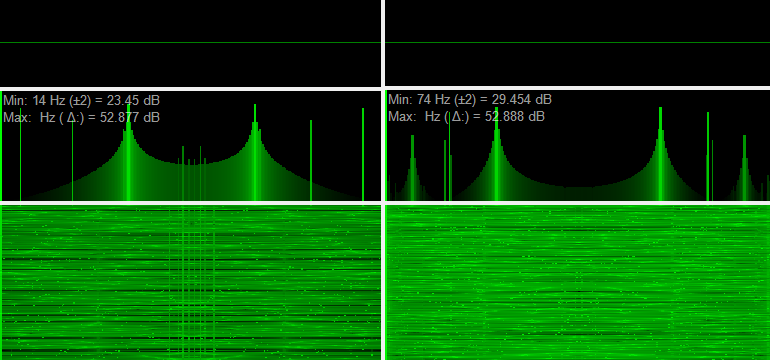 Min: 14 Hz (±2) = 23.45 dB
Max:  Hz ( Δ:) = 52.877 dB
Min: 74 Hz (±2) = 29.454 dB
Max:  Hz ( Δ:) = 52.888 dB